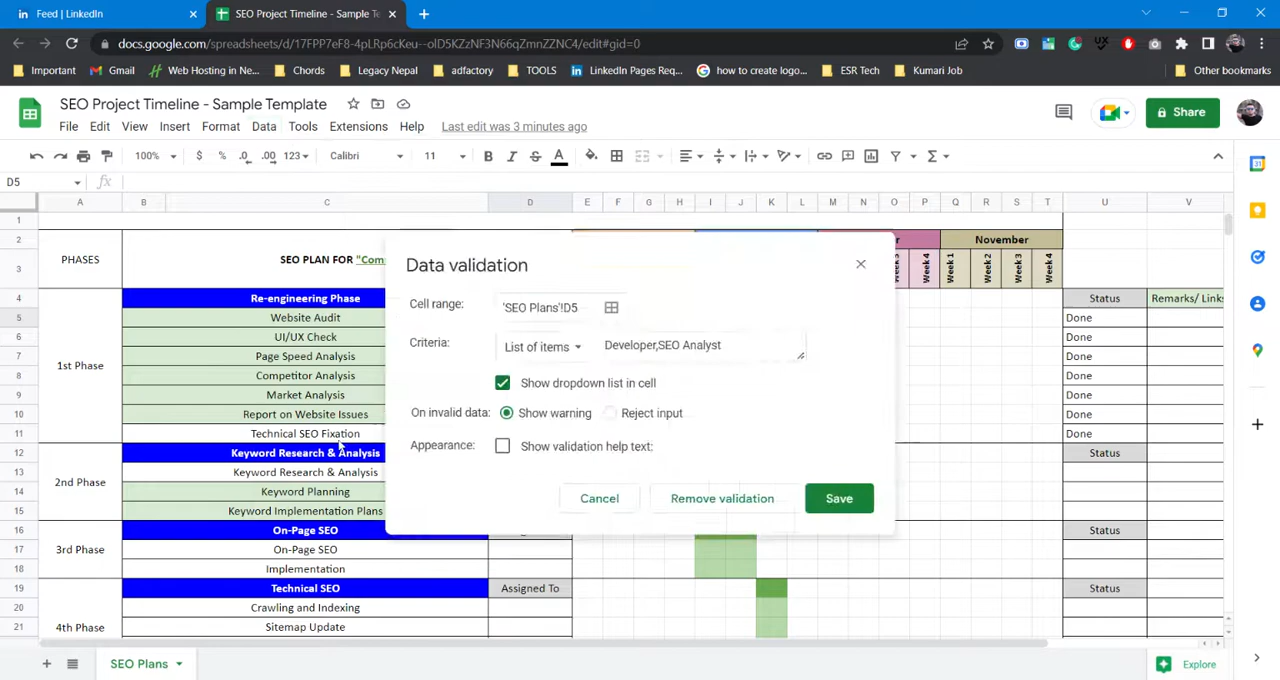 Feed | LinkedIn
SEO Project Timeline - Sample Te
docs.google.com/spreadsheets/d/17FPP7eF8-4pLRp6cKeu--olD5KZzNF3N66qZmnZZNC4/edit#gid=0
Important Gmail Web Hosting in Ne... Chords Legacy Nepal adfactory TOOLS LinkedIn Pages Req... how to create logo... ESR Tech Kumari Job Other bookmarks
SEO Project Timeline - Sample Template
File Edit View Insert Format Data Tools Extensions Help Last edit was 3 minutes ago
Share
100% $ % .0 .00 123 Calibri 11 B I S A
D5 fx
A B C D E F G H I J K L M N O P Q R S T U V
1
2 r November
3 PHASES SEO PLAN FOR "Com Week 4 Week 1 Week 2 Week 3 Week 4
4 Re-engineering Phase Status Remarks/ Links
5 Website Audit Done
6 UI/UX Check Done
7 Page Speed Analysis Done
8 1st Phase Competitor Analysis Done
9 Market Analysis Done
10 Report on Website Issues Done
11 Technical SEO Fixation Done
12 Keyword Research & Analysis Status
13 2nd Phase Keyword Research & Analysis
14 Keyword Planning
15 Keyword Implementation Plans
16 On-Page SEO Status
17 3rd Phase On-Page SEO
18 Implementation
19 Technical SEO Assigned To Status
20 Crawling and Indexing
21 4th Phase Sitemap Update
Data validation
Cell range: 'SEO Plans'!D5
Criteria: List of items Developer,SEO Analyst
Show dropdown list in cell
On invalid data: Show warning Reject input
Appearance: Show validation help text:
Cancel Remove validation Save
SEO Plans Explore